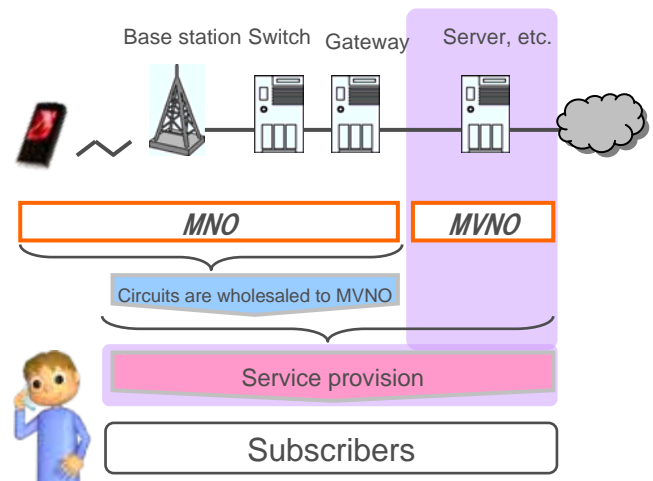 Base station Switch Gateway Server, etc.
MNO MVNO
Circuits are wholesaled to MVNO
Service provision
Subscribers